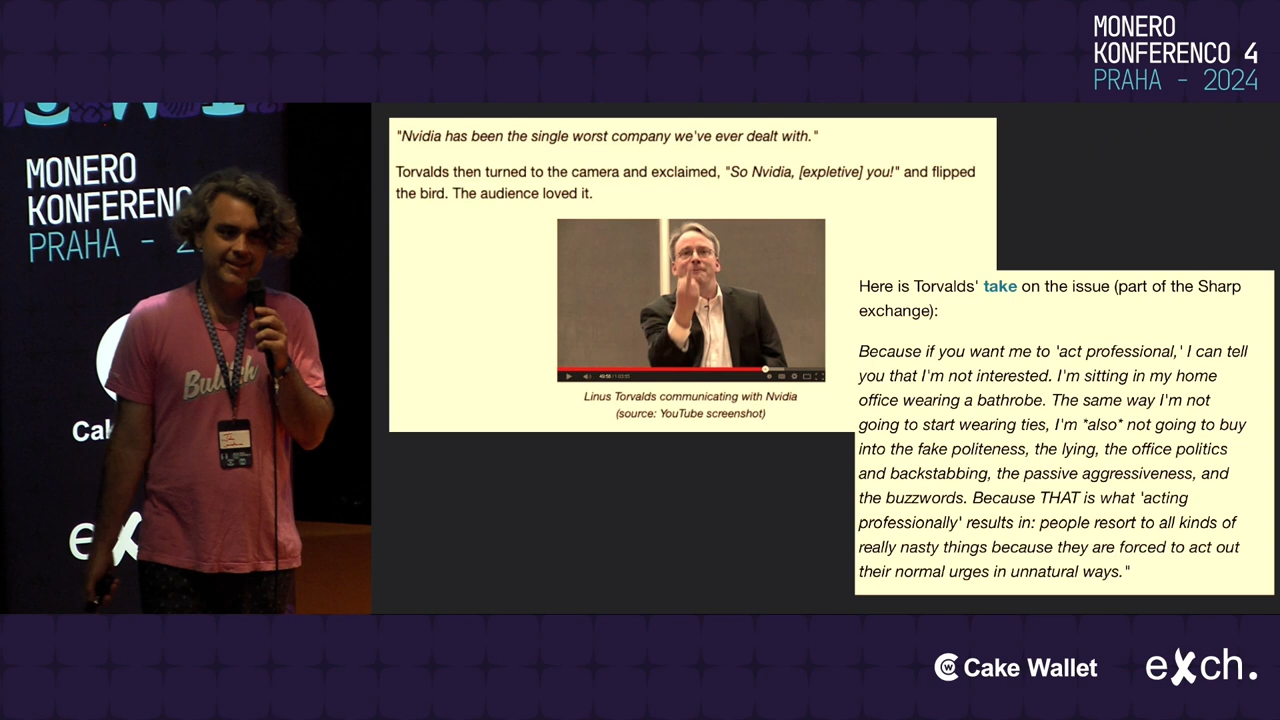 MONERO
KONFERENCO 4
PRAHA - 2024
MONERO
KONFERENC
PRAHA - 2
Cak
ex
"Nvidia has been the single worst company we've ever dealt with."
Torvalds then turned to the camera and exclaimed, "So Nvidia, [expletive] you!" and flipped
the bird. The audience loved it.
49:56 / 1:03:55
Linus Torvalds communicating with Nvidia
(source: YouTube screenshot)
Here is Torvalds' take on the issue (part of the Sharp
exchange):
Because if you want me to 'act professional,' I can tell
you that I'm not interested. I'm sitting in my home
office wearing a bathrobe. The same way I'm not
going to start wearing ties, I'm *also* not going to buy
into the fake politeness, the lying, the office politics
and backstabbing, the passive aggressiveness, and
the buzzwords. Because THAT is what 'acting
professionally' results in: people resort to all kinds of
really nasty things because they are forced to act out
their normal urges in unnatural ways."
Cake Wallet
exch.